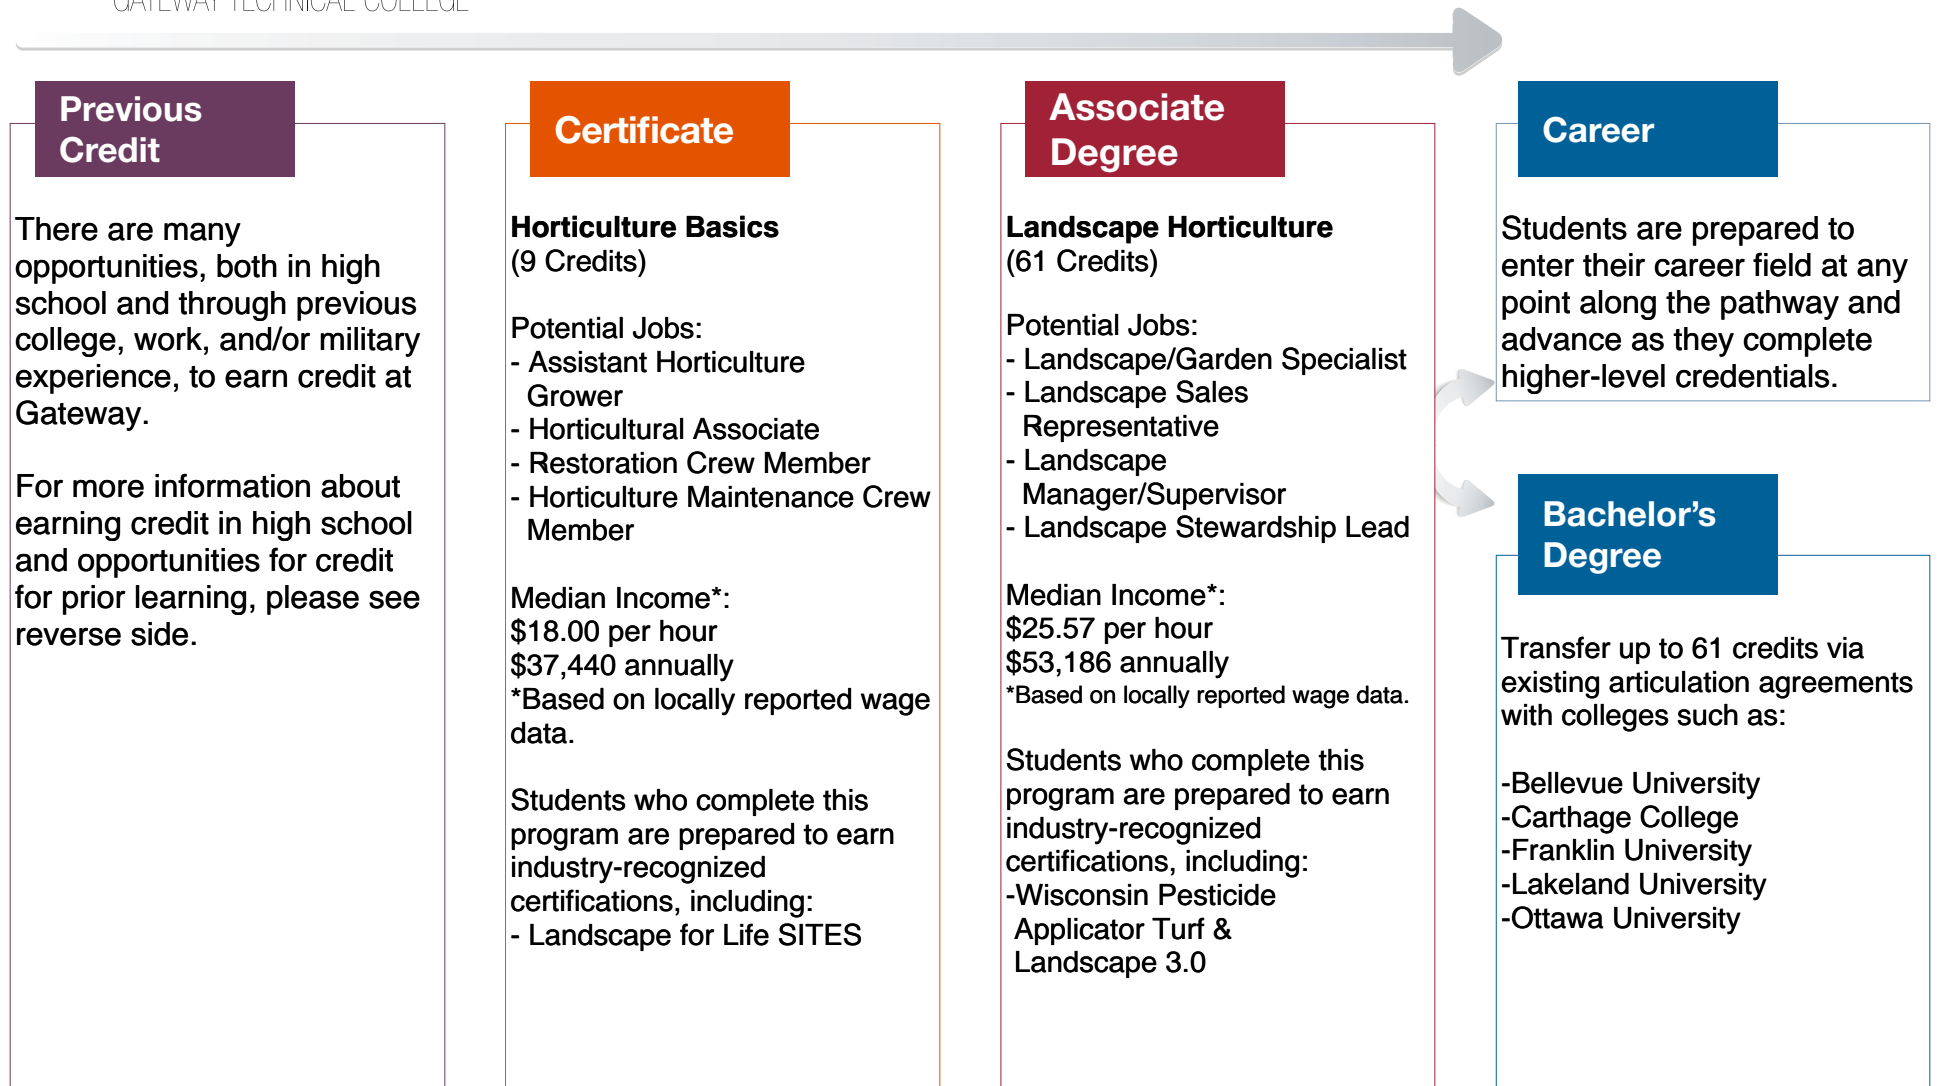 GATEWAY TECHNICAL COLLEGE
Previous
Credit
There are many
opportunities, both in high
school and through previous
college, work, and/or military
experience, to earn credit at
Gateway.
For more information about
earning credit in high school
and opportunities for credit
for prior learning, please see
reverse side.
Certificate
Horticulture Basics
(9 Credits)
Potential Jobs:
- Assistant Horticulture
Grower
- Horticultural Associate
- Restoration Crew Member
- Horticulture Maintenance Crew
Member
Median Income*:
$18.00 per hour
$37,440 annually
*Based on locally reported wage
data.
Students who complete this
program are prepared to earn
industry-recognized
certifications, including:
- Landscape for Life SITES
Associate
Degree
Landscape Horticulture
(61 Credits)
Potential Jobs:
- Landscape/Garden Specialist
- Landscape Sales
Representative
- Landscape
Manager/Supervisor
- Landscape Stewardship Lead
Median Income*:
$25.57 per hour
$53,186 annually
*Based on locally reported wage data.
Students who complete this
program are prepared to earn
industry-recognized
certifications, including:
-Wisconsin Pesticide
Applicator Turf &
Landscape 3.0
Career
Students are prepared to
enter their career field at any
point along the pathway and
advance as they complete
higher-level credentials.
Bachelor’s
Degree
Transfer up to 61 credits via
existing articulation agreements
with colleges such as:
-Bellevue University
-Carthage College
-Franklin University
-Lakeland University
-Ottawa University